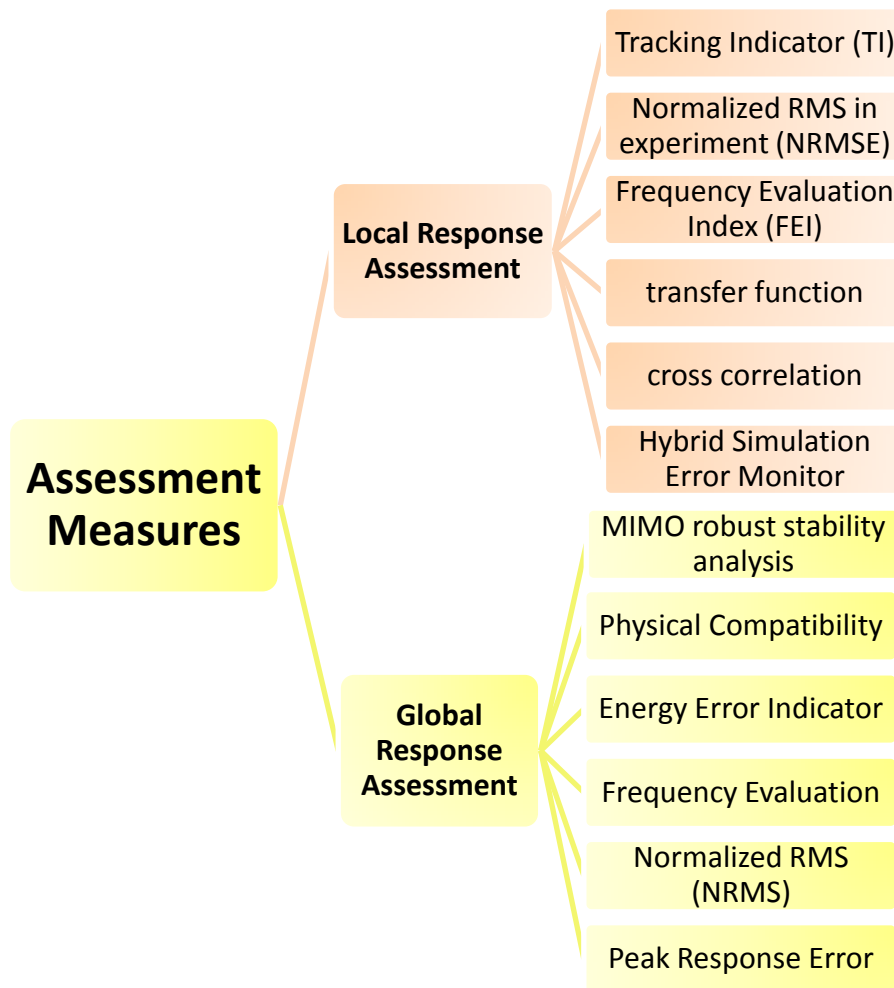 Assessment
Measures
Local Response
Assessment
Tracking Indicator (TI)
Normalized RMS in
experiment (NRMSE)
Frequency Evaluation
Index (FEI)
transfer function
cross correlation
Hybrid Simulation
Error Monitor
Global
Response
Assessment
MIMO robust stability
analysis
Physical Compatibility
Energy Error Indicator
Frequency Evaluation
Normalized RMS
(NRMS)
Peak Response Error